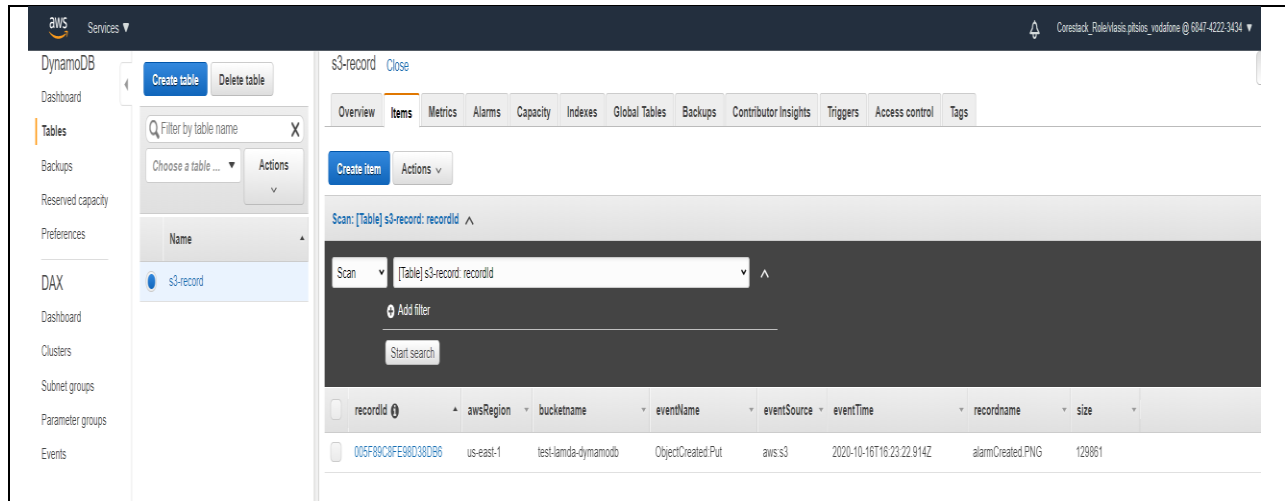 aws Services ▼ Corestack_Role/vlasis.pitsios_vodafone @ 6847-4222-3434 ▼
DynamoDB
Dashboard
Tables
Backups
Reserved capacity
Preferences
DAX
Dashboard
Clusters
Subnet groups
Parameter groups
Events
Create table Delete table
Filter by table name X
Choose a table ... ▼ Actions
Name
s3-record
s3-record Close
Overview Items Metrics Alarms Capacity Indexes Global Tables Backups Contributor Insights Triggers Access control Tags
Create item Actions
Scan: [Table] s3-record: recordId
Scan [Table] s3-record: recordId
Add filter
Start search
recordId awsRegion bucketname eventName eventSource eventTime recordname size
005F89C8FE98D38DB6 us-east-1 test-lamda-dymamodb ObjectCreated:Put aws:s3 2020-10-16T16:23:22.914Z alarmCreated.PNG 129861